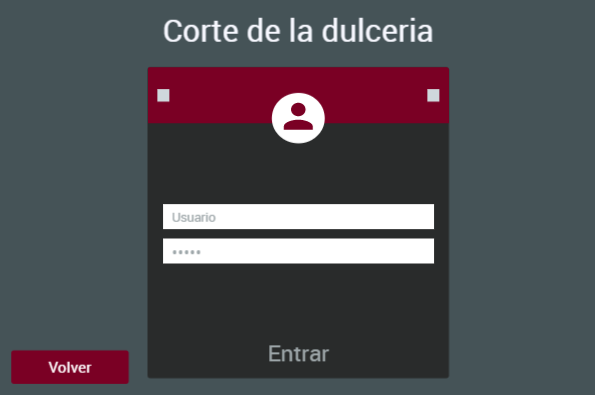 Corte de la dulceria
Usuario
•••••
Entrar
Volver